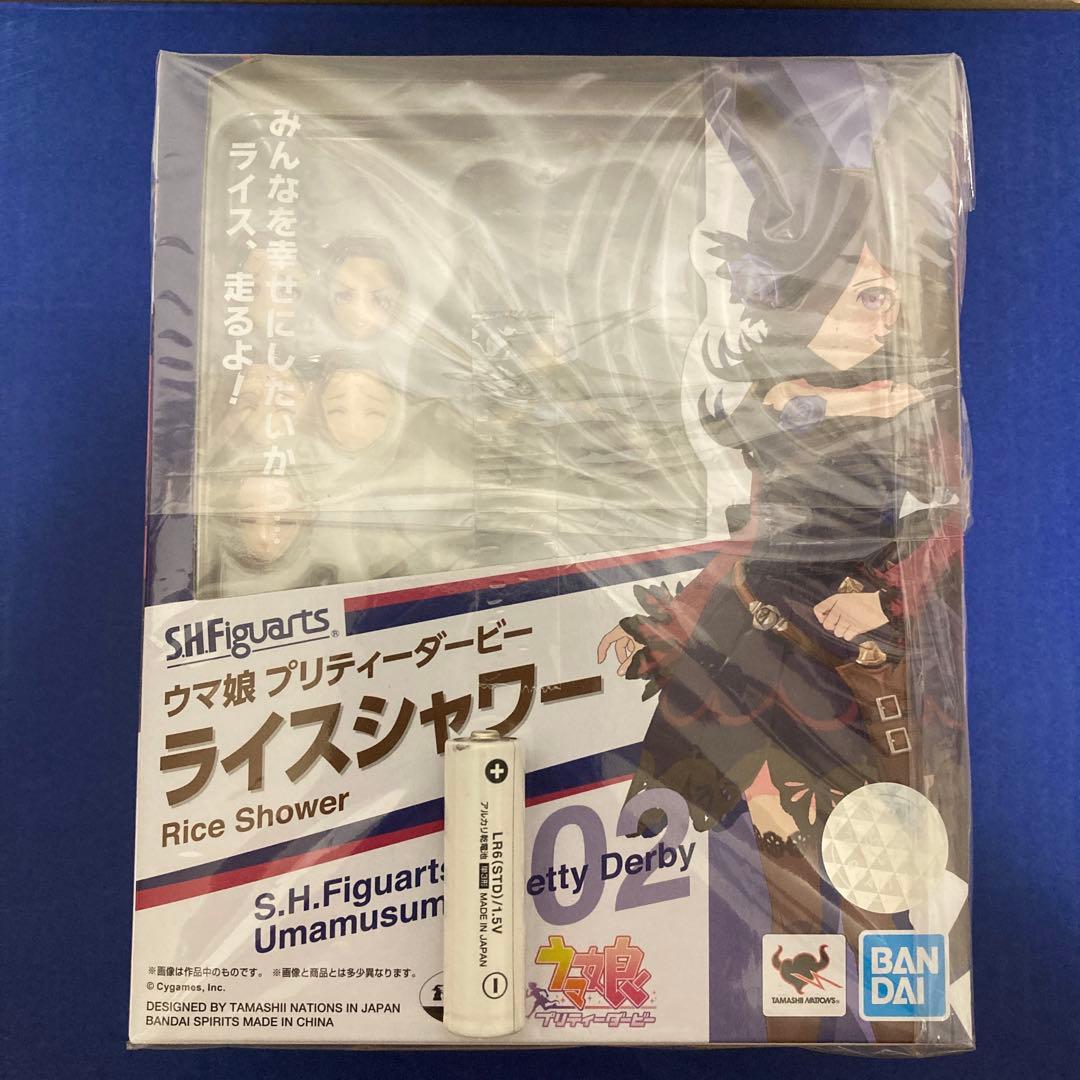 みんなを幸せにしたいか……
ライス、走るよ！
S.H.Figuarts®
ウマ娘 プリティーダービー
ライスシャワー
Rice Shower
02
S.H.Figuarts etty Derby
Umamusum
※画像は作品中のものです。 ※画像と商品とは多少異なります。
© Cygames, Inc.
DESIGNED BY TAMASHII NATIONS IN JAPAN
BANDAI SPIRITS MADE IN CHINA
LR6(STD)/1.5V
アルカリ乾電池 単3形 MADE IN JAPAN
ウマ娘
プリティーダービー
TAMASHII NATIONS®
BAN
DAI